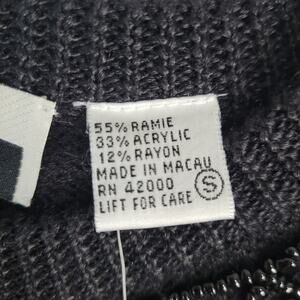 55% RAMIE
33% ACRYLIC
12% RAYON
MADE IN MACAU
RN 42000 S
LIFT FOR CARE